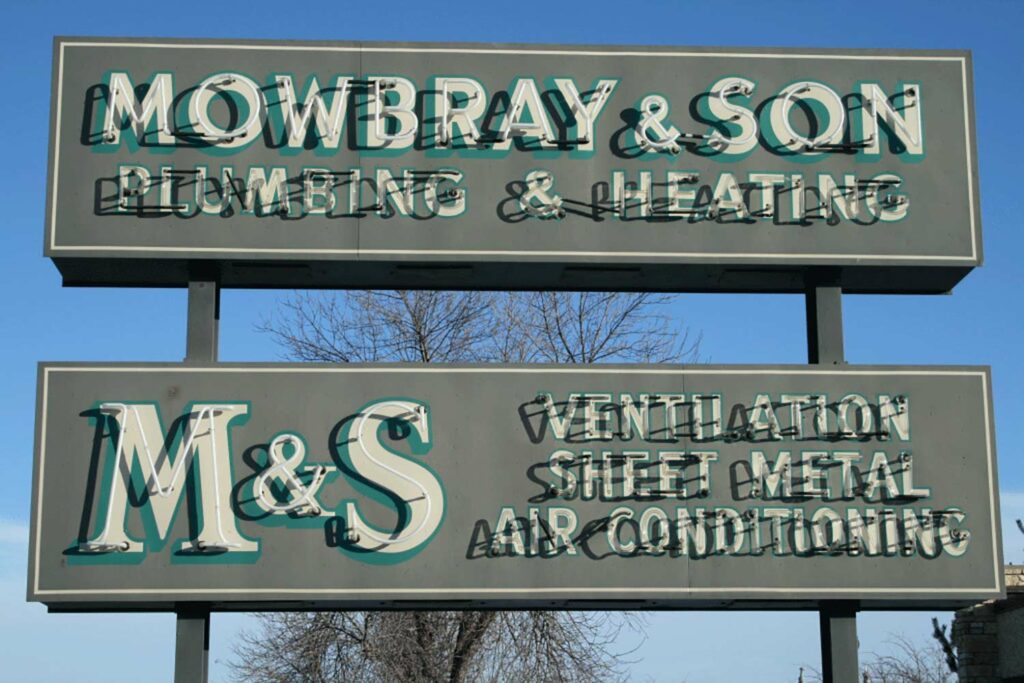 MOWBRAY & SON
PLUMBING & HEATING
M&S
VENTILATION
SHEET METAL
AIR CONDITIONING